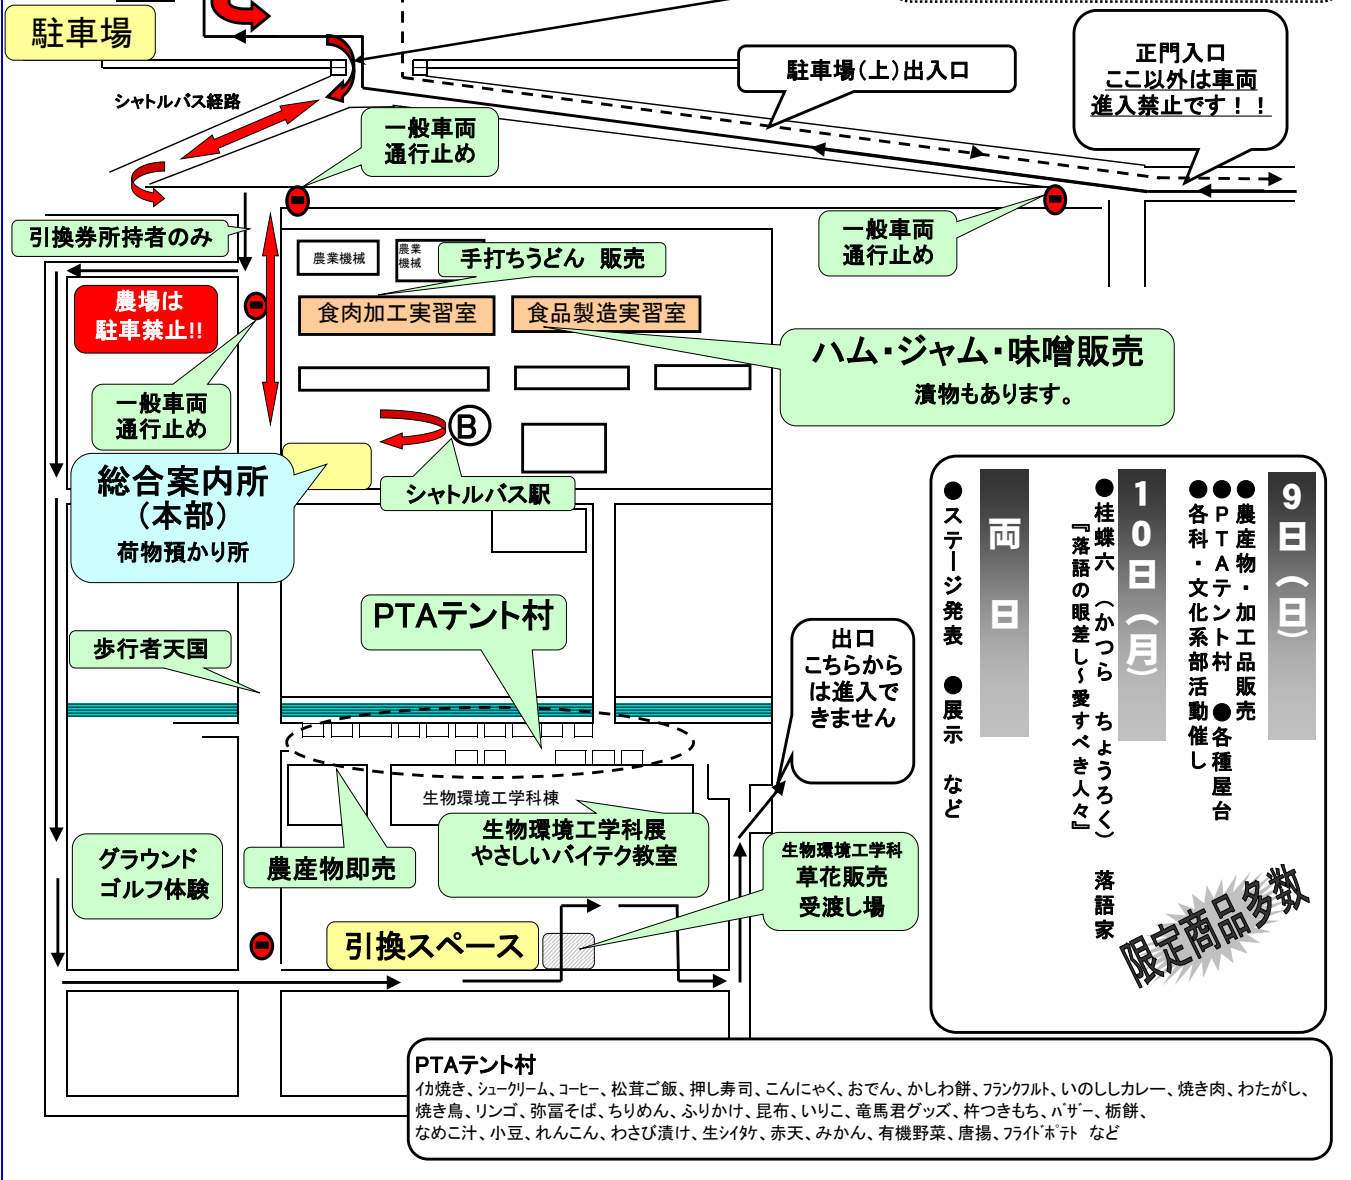 駐車場
シャトルバス経路
駐車場(上)出入口
正門入口
ここ以外は車両
進入禁止です!!
一般車両
通行止め
引換券所持者のみ
一般車両
通行止め
農業機械
農業
機械
手打ちうどん 販売
農場は
駐車禁止!!
食肉加工実習室
食品製造実習室
ハム・ジャム・味噌販売
漬物もあります。
一般車両
通行止め
B
シャトルバス駅
総合案内所
(本部)
荷物預かり所
9日(日)
●農産物・加工品販売
●PTAテント村 ●各種屋台
●各科・文化系部活動催し
10日(月)
●桂蝶六 (かつら ちょうろく) 落語家
『落語の眼差し~愛すべき人々』
両 日
●ステージ発表 ●展示 など
限定商品多数
PTAテント村
歩行者天国
出口
こちらから
は進入で
きません
生物環境工学科棟
生物環境工学科展
やさしいバイテク教室
農産物即売
グラウンド
ゴルフ体験
生物環境工学科
草花販売
受渡し場
引換スペース
PTAテント村
イカ焼き、シュークリーム、コーヒー、松茸ご飯、押し寿司、こんにゃく、おでん、かしわ餅、フランクフルト、いのししカレー、焼き肉、わたがし、
焼き鳥、リンゴ、弥冨そば、ちりめん、ふりかけ、昆布、いりこ、竜馬君グッズ、杵つきもち、バザー、栃餅、
なめこ汁、小豆、れんこん、わさび漬け、生シイタケ、赤天、みかん、有機野菜、唐揚、フライドポテト など